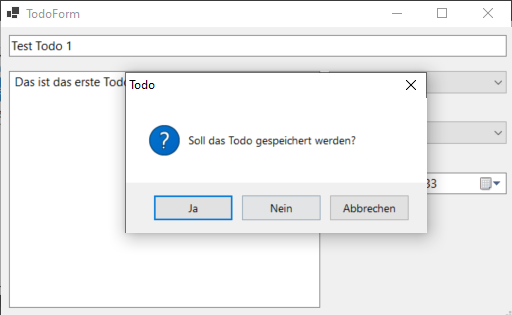 TodoForm
Test Todo 1
Das ist das erste Todo
Todo
Soll das Todo gespeichert werden?
33
Ja
Nein
Abbrechen